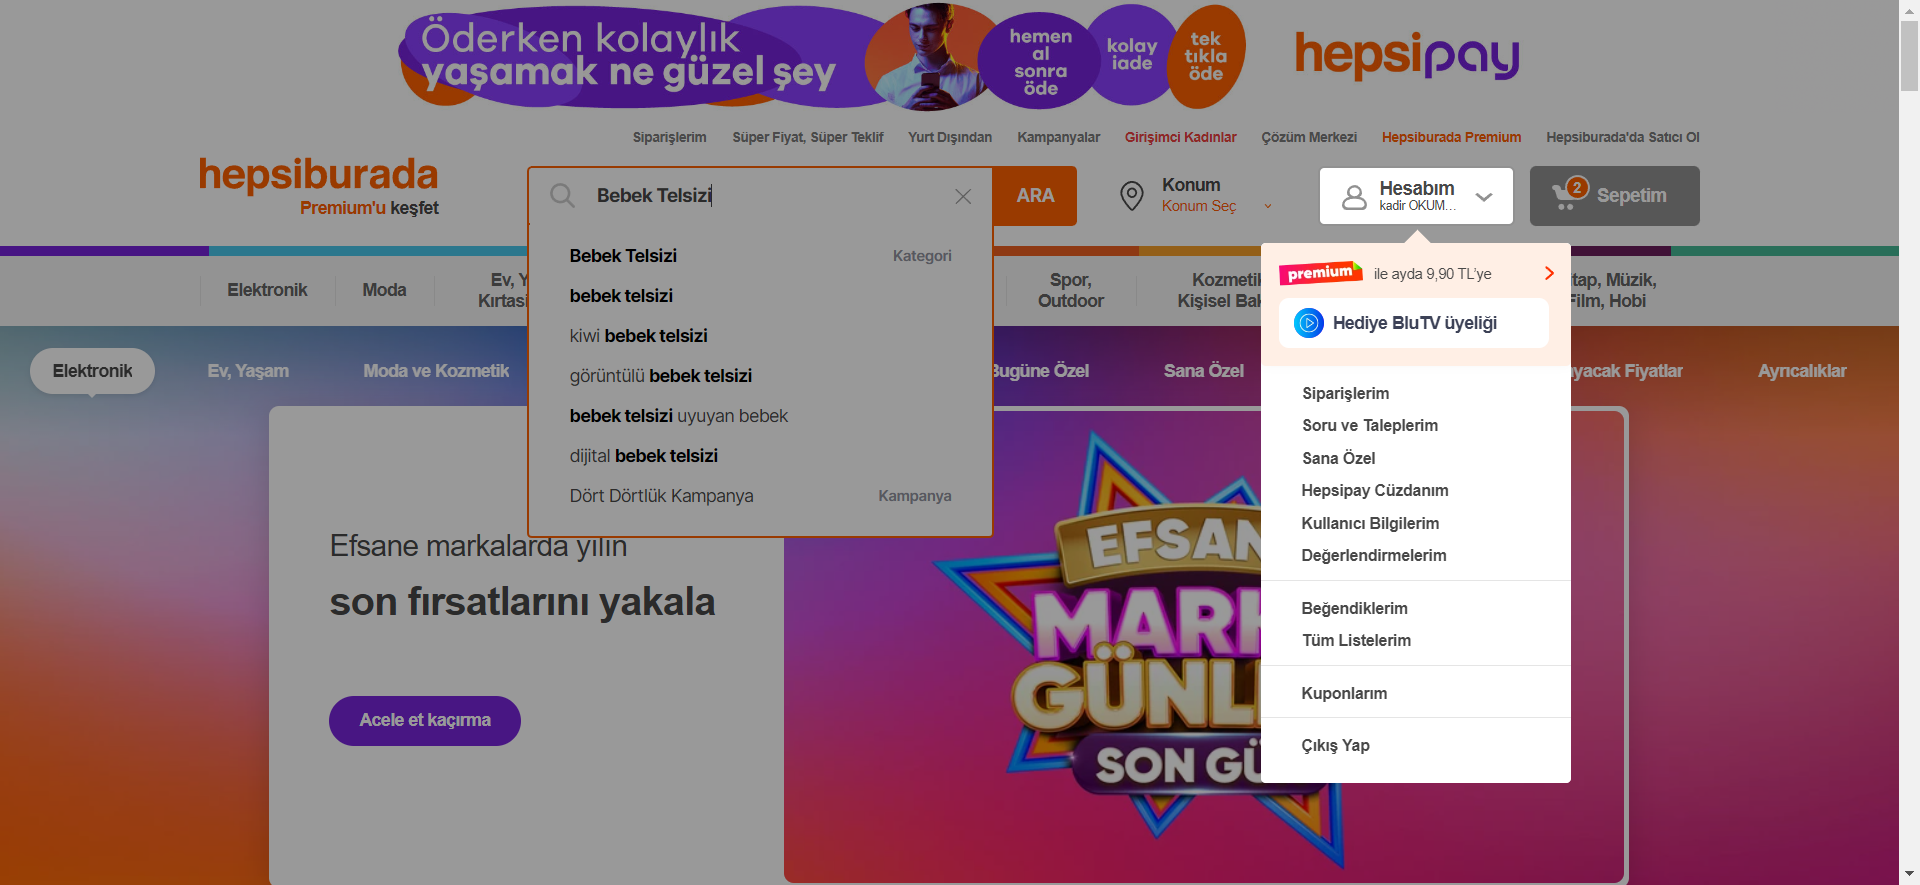 Öderken kolaylık
yaşamak ne güzel şey
hemen
al
sonra
öde
kolay
iade
tek
tıkla
öde
hepsipay
Siparişlerim
Süper Fiyat, Süper Teklif
Yurt Dışından
Kampanyalar
Girişimci Kadınlar
Çözüm Merkezi
Hepsiburada Premium
Hepsiburada'da Satıcı Ol
hepsiburada
Premium'u keşfet
Bebek Telsizi
ARA
Konum
Konum Seç
Hesabım
kadir OKUM...
2
Sepetim
Bebek Telsizi Kategori
bebek telsizi
kiwi bebek telsizi
görüntülü bebek telsizi
bebek telsizi uyuyan bebek
dijital bebek telsizi
Dört Dörtlük Kampanya Kampanya
premium ile ayda 9,90 TL'ye
Hediye BluTV üyeliği
Siparişlerim
Soru ve Taleplerim
Sana Özel
Hepsipay Cüzdanım
Kullanıcı Bilgilerim
Değerlendirmelerim
Beğendiklerim
Tüm Listelerim
Kuponlarım
Çıkış Yap
Elektronik
Moda
Ev, Y
Kırtasi
Spor,
Outdoor
Kozmetik
Kişisel Bak
tap, Müzik,
Film, Hobi
Elektronik
Ev, Yaşam
Moda ve Kozmetik
Bugüne Özel
Sana Özel
yacak Fiyatlar
Ayrıcalıklar
Efsane markalarda yılın
son fırsatlarını yakala
Acele et kaçırma
EFSAN
MARK
GÜNL
SON GÜ